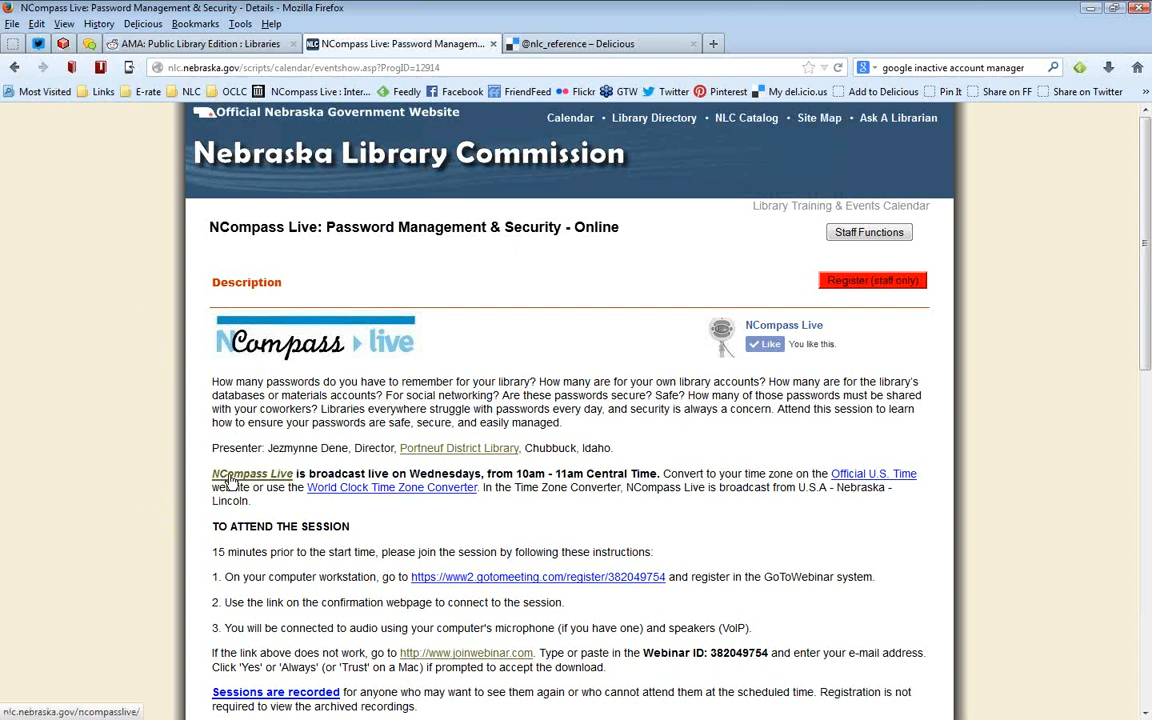 NCompass Live: Password Management & Security - Details - Mozilla Firefox
File Edit View History Delicious Bookmarks Tools Help
AMA: Public Library Edition : Libraries
NLC NCompass Live: Password Managem...
@nlc_reference – Delicious
nlc.nebraska.gov/scripts/calendar/eventshow.asp?ProgID=12914
google inactive account manager
Most Visited Links E-rate NLC OCLC NCompass Live : Inter... Feedly Facebook FriendFeed Flickr GTW Twitter Pinterest My del.icio.us Add to Delicious Pin It Share on FF Share on Twitter »
Official Nebraska Government Website
Calendar Library Directory NLC Catalog Site Map Ask A Librarian
Nebraska Library Commission
Library Training & Events Calendar
NCompass Live: Password Management & Security - Online
Staff Functions
Description
Register (staff only)
NCompass live
NCompass Live
Like You like this.
How many passwords do you have to remember for your library? How many are for your own library accounts? How many are for the library's
databases or materials accounts? For social networking? Are these passwords secure? Safe? How many of those passwords must be shared
with your coworkers? Libraries everywhere struggle with passwords every day, and security is always a concern. Attend this session to learn
how to ensure your passwords are safe, secure, and easily managed.
Presenter: Jezmynne Dene, Director, Portneuf District Library, Chubbuck, Idaho.
NCompass Live is broadcast live on Wednesdays, from 10am - 11am Central Time. Convert to your time zone on the Official U.S. Time
website or use the World Clock Time Zone Converter. In the Time Zone Converter, NCompass Live is broadcast from U.S.A - Nebraska -
Lincoln.
TO ATTEND THE SESSION
15 minutes prior to the start time, please join the session by following these instructions:
1. On your computer workstation, go to https://www2.gotomeeting.com/register/382049754 and register in the GoToWebinar system.
2. Use the link on the confirmation webpage to connect to the session.
3. You will be connected to audio using your computer's microphone (if you have one) and speakers (VoIP).
If the link above does not work, go to http://www.joinwebinar.com. Type or paste in the Webinar ID: 382049754 and enter your e-mail address.
Click 'Yes' or 'Always' (or 'Trust' on a Mac) if prompted to accept the download.
Sessions are recorded for anyone who may want to see them again or who cannot attend them at the scheduled time. Registration is not
required to view the archived recordings.
nlc.nebraska.gov/ncompasslive/